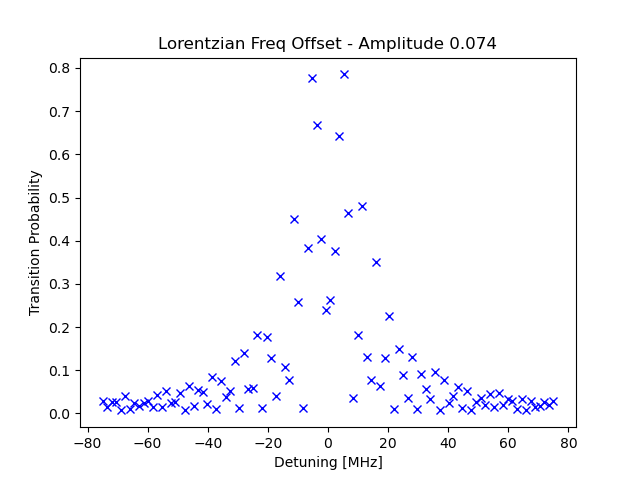 Lorentzian Freq Offset - Amplitude 0.074
0.8
0.7
0.6
0.5
0.4
0.3
0.2
0.1
0.0
Transition Probability
−80 −60 −40 −20 0 20 40 60 80
Detuning [MHz]